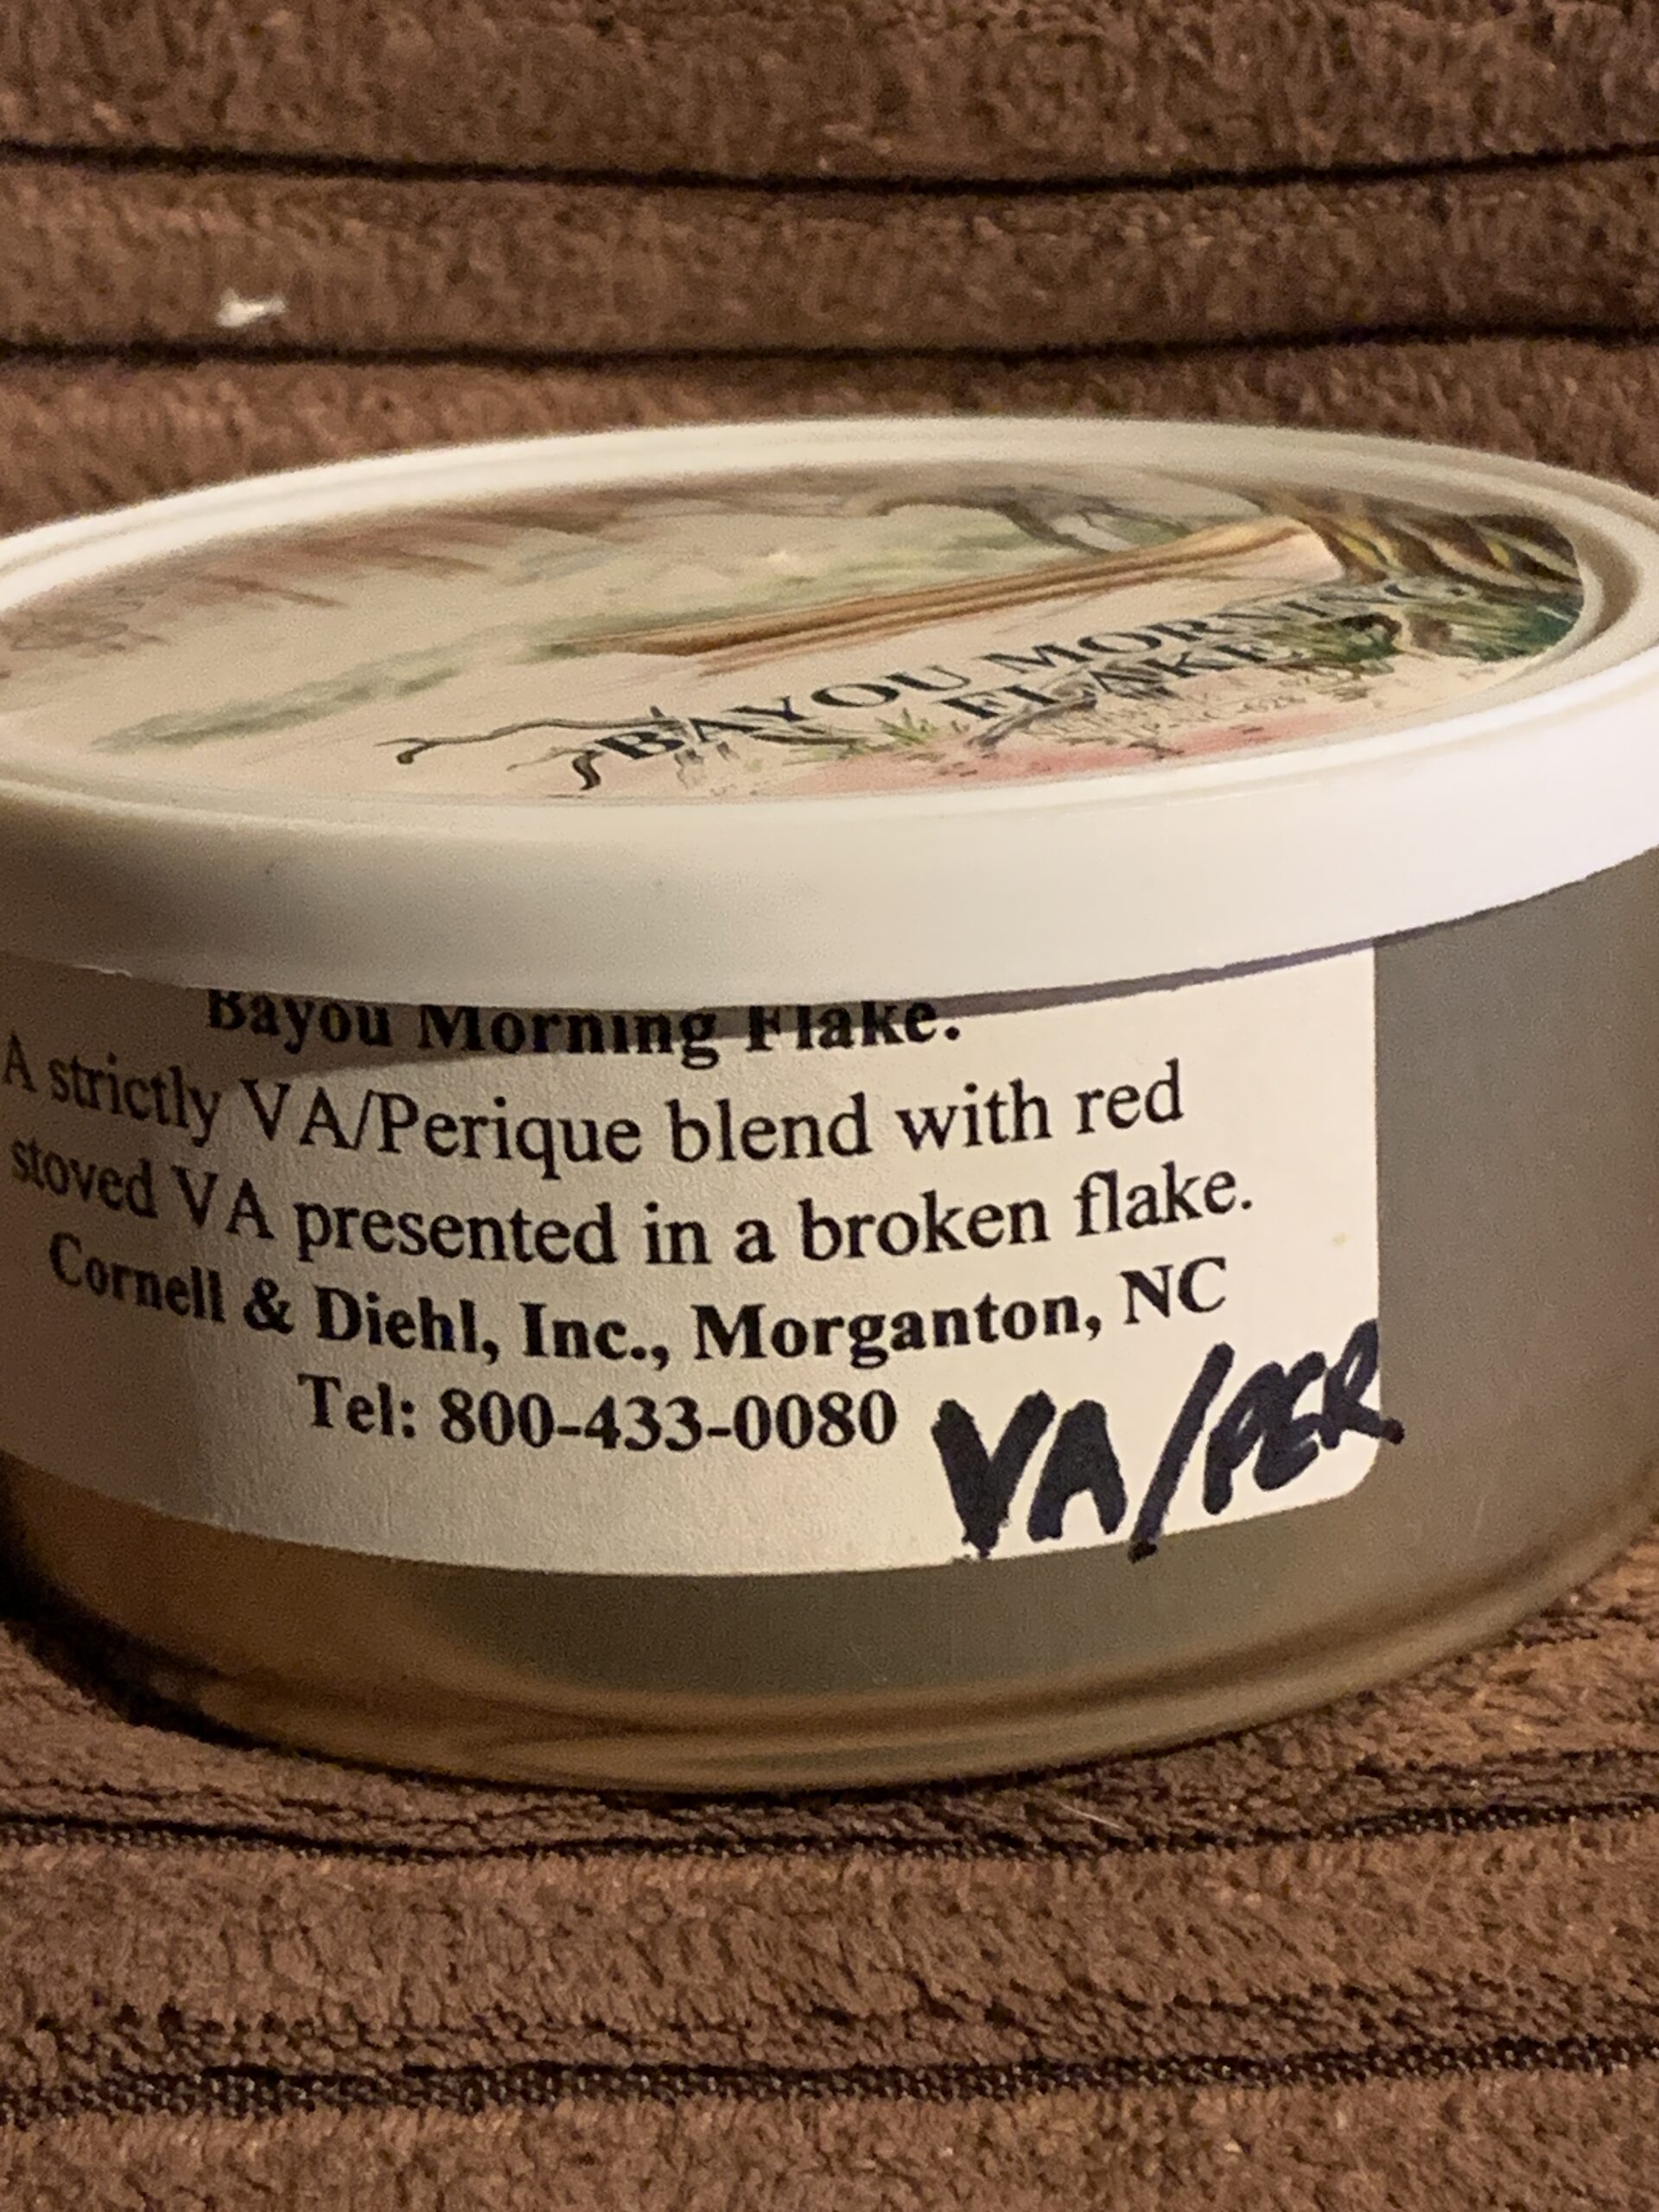 BAYOU MORNING
FLAKE
Bayou Morning Flake.
A strictly VA/Perique blend with red
stoved VA presented in a broken flake.
Cornell & Diehl, Inc., Morganton, NC
Tel: 800-433-0080
VA/PER